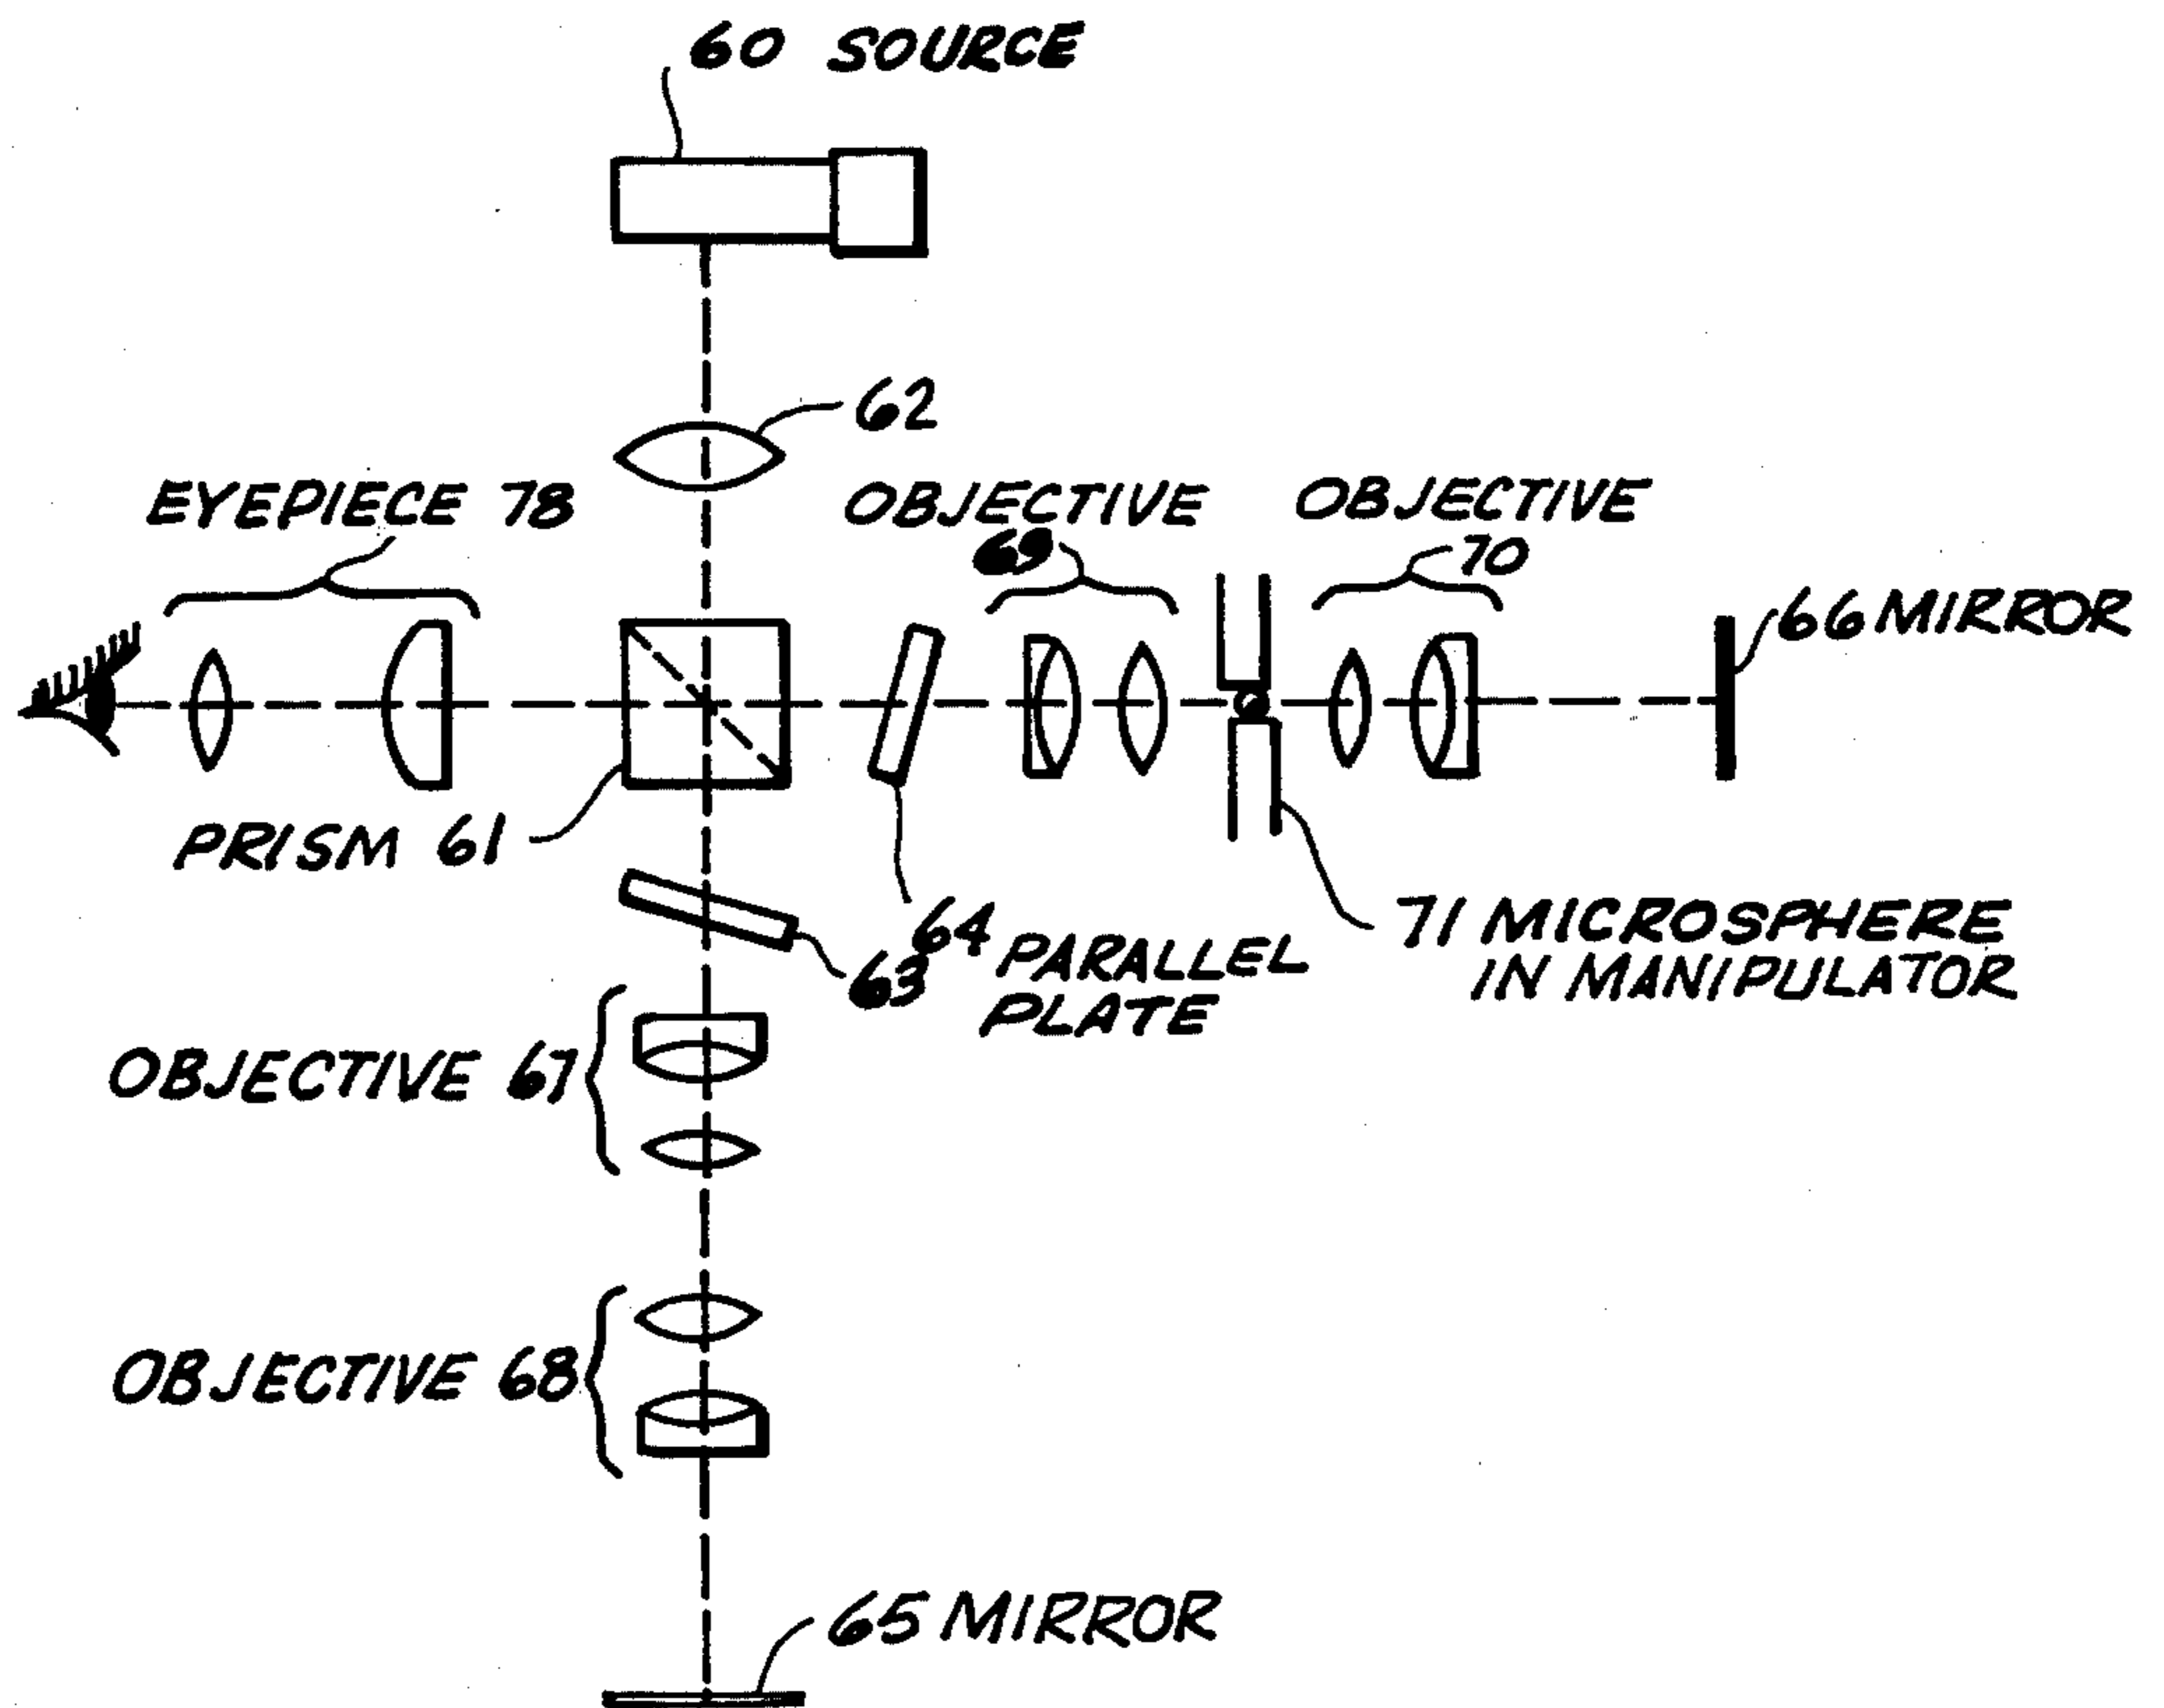 60 SOURCE
62
EYEPIECE 78
OBJECTIVE
69
OBJECTIVE
70
66 MIRROR
PRISM 61
64 PARALLEL
PLATE
63
71 MICROSPHERE
IN MANIPULATOR
OBJECTIVE 67
OBJECTIVE 68
65 MIRROR